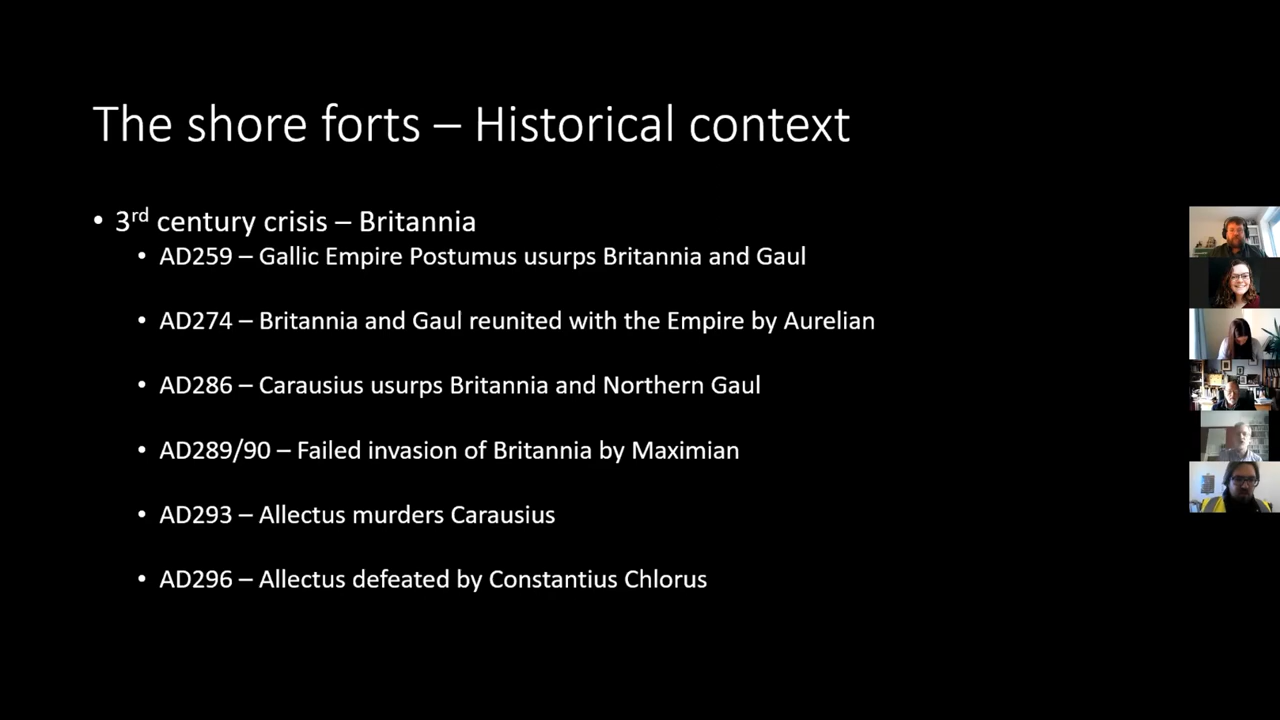 The shore forts – Historical context
• 3rd century crisis – Britannia
• AD259 – Gallic Empire Postumus usurps Britannia and Gaul
• AD274 – Britannia and Gaul reunited with the Empire by Aurelian
• AD286 – Carausius usurps Britannia and Northern Gaul
• AD289/90 – Failed invasion of Britannia by Maximian
• AD293 – Allectus murders Carausius
• AD296 – Allectus defeated by Constantius Chlorus